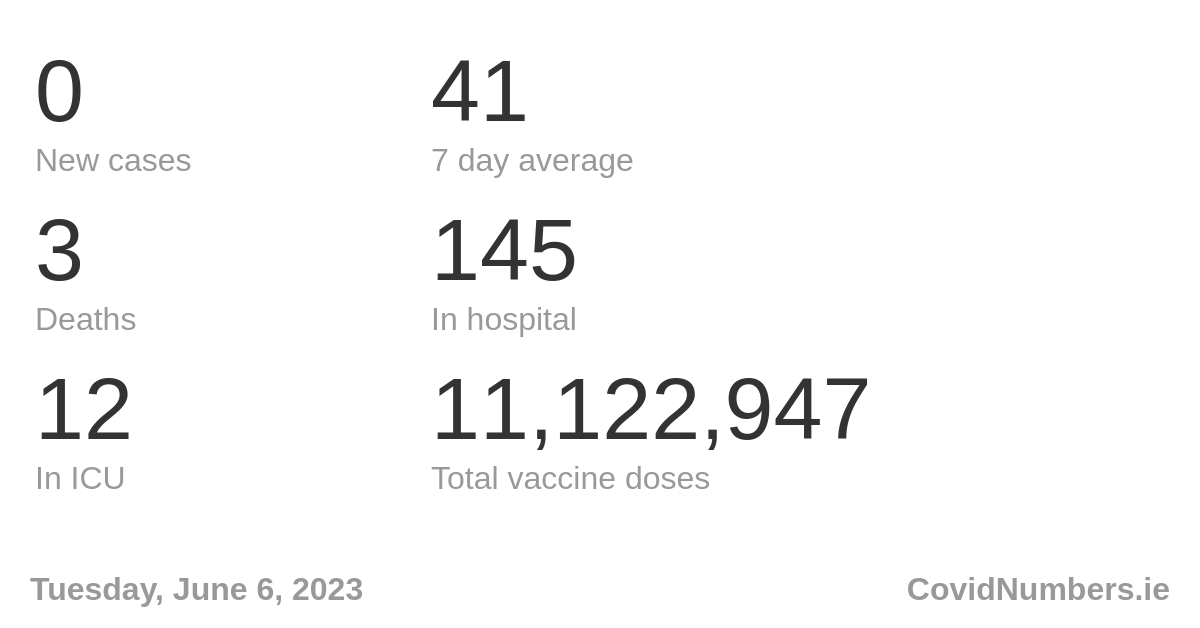 0
41
New cases
7 day average
3
145
Deaths
In hospital
12
11,122,947
In ICU
Total vaccine doses
Tuesday, June 6, 2023
CovidNumbers.ie